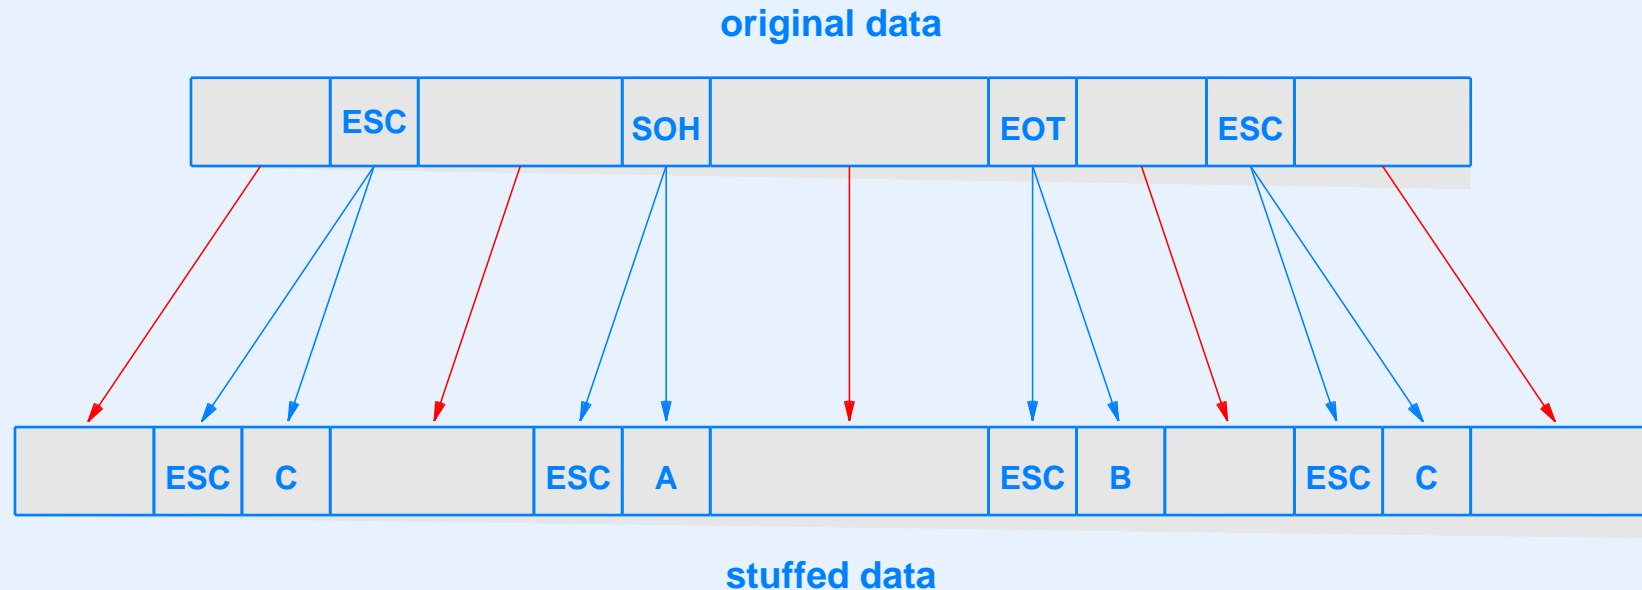 original data
ESC SOH EOT ESC
ESC C ESC A ESC B ESC C
stuffed data